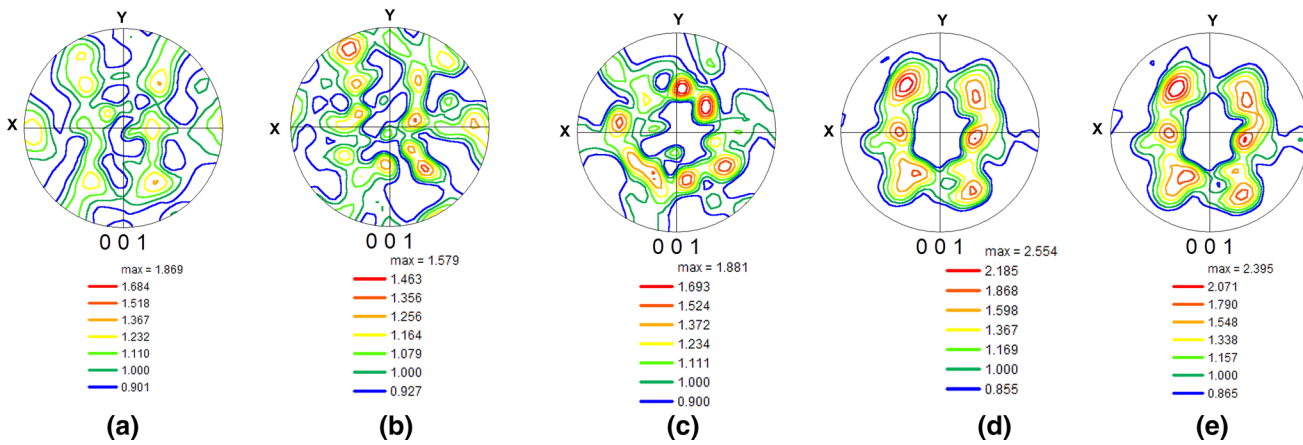 Y
X
0 0 1
max = 1.869
1.684
1.518
1.367
1.232
1.110
1.000
0.901
(a)
Y
X
0 0 1
max = 1.579
1.463
1.356
1.256
1.164
1.079
1.000
0.927
(b)
Y
X
0 0 1
max = 1.881
1.693
1.524
1.372
1.234
1.111
1.000
0.900
(c)
Y
X
0 0 1
max = 2.554
2.185
1.868
1.598
1.367
1.169
1.000
0.855
(d)
Y
X
0 0 1
max = 2.395
2.071
1.790
1.548
1.338
1.157
1.000
0.865
(e)